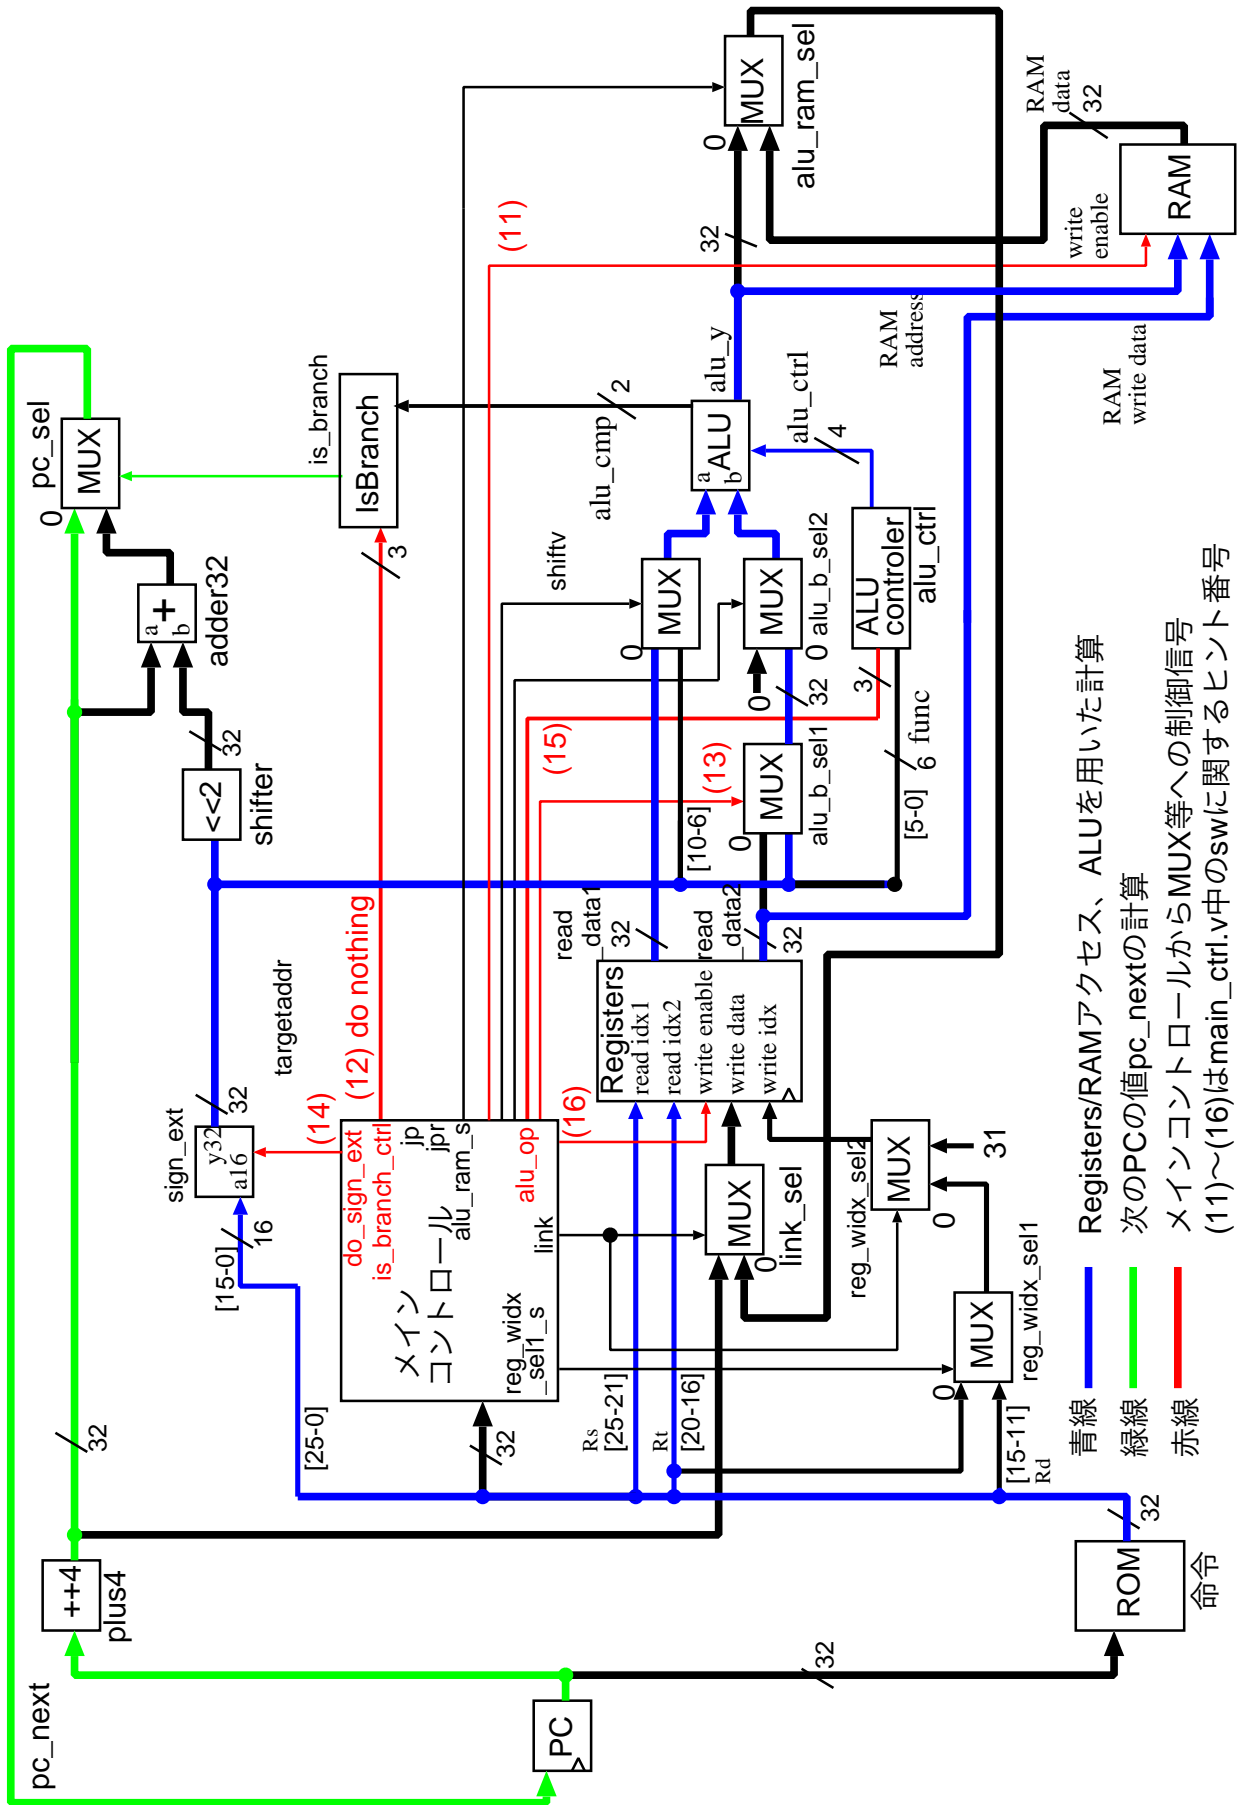 pc_next
++4
plus4
32
PC
32
ROM
命令
32
[25-0]
[15-0]
16
sign_ext
y32
a16
32
targetaddr
(14)
(12) do nothing
メイン
コントロール
do_sign_ext
is_branch_ctrl
jp
jpr
alu_ram_s
alu_op
link
reg_widx
_sel1_s
32
Rs
[25-21]
Rt
[20-16]
[15-11]
Rd
(16)
MUX
0
link_sel
reg_widx_sel2
MUX
0
31
MUX
0
reg_widx_sel1
Registers
read idx1
read idx2
write enable
write data
write idx
read
_data1
32
read
_data2
32
<<2
shifter
32
a
b
+
adder32
pc_sel
0
MUX
is_branch
IsBranch
3
[10-6]
shiftv
0
MUX
(15)
(13)
0
MUX
alu_b_sel1
32
0
MUX
0 alu_b_sel2
3
6
func
[5-0]
ALU
controler
alu_ctrl
a
b
ALU
alu_cmp
2
alu_y
alu_ctrl
4
32
(11)
0
MUX
alu_ram_sel
RAM
address
RAM
write data
write
enable
RAM
RAM
data
32
青線 Registers/RAMアクセス、ALUを用いた計算
緑線 次のPCの値pc_nextの計算
赤線 メインコントロールからMUX等への制御信号
(11)～(16)はmain_ctrl.v中のswに関するヒント番号